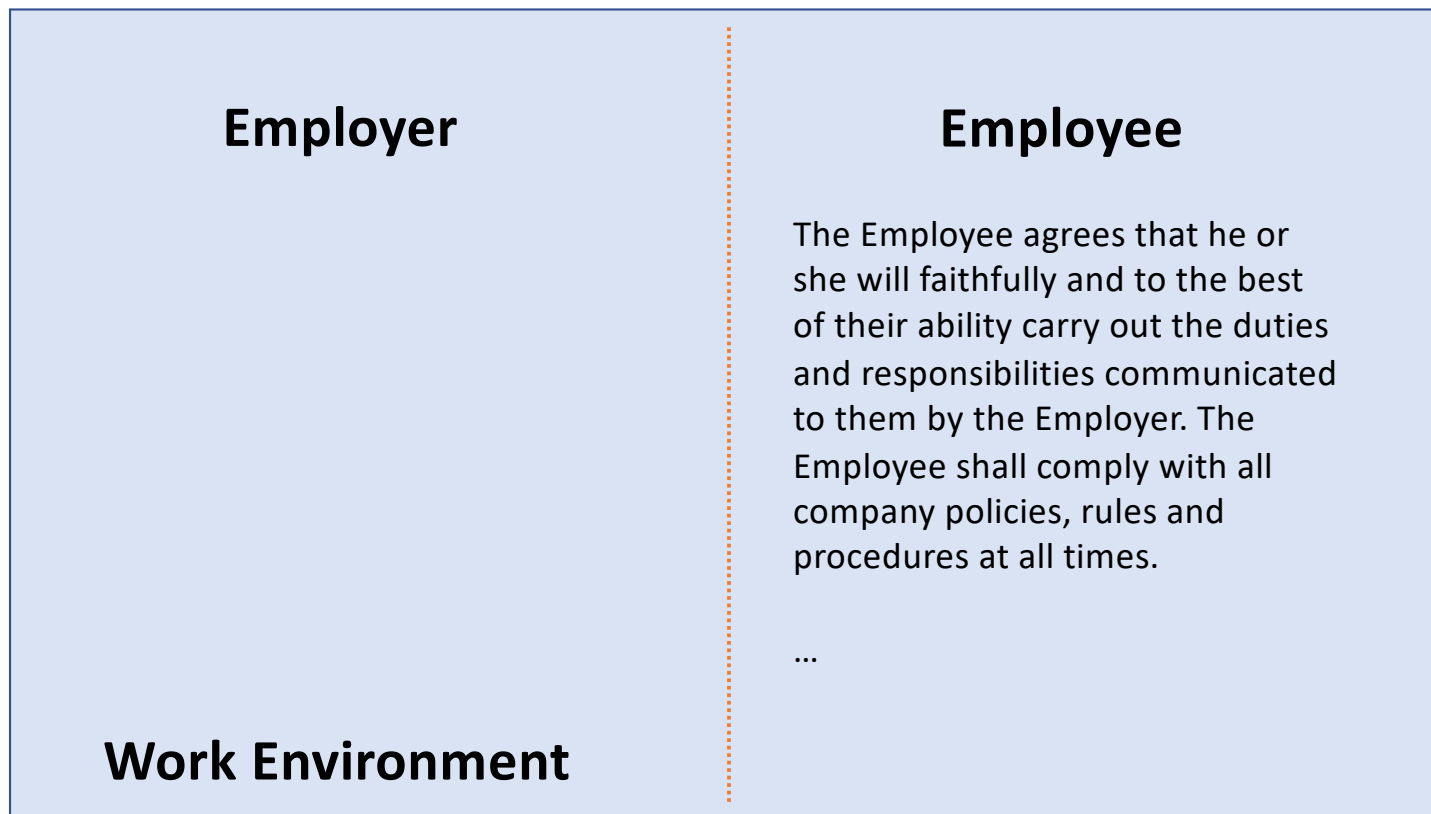 Employer
Work Environment
Employee
The Employee agrees that he or
she will faithfully and to the best
of their ability carry out the duties
and responsibilities communicated
to them by the Employer. The
Employee shall comply with all
company policies, rules and
procedures at all times.
…